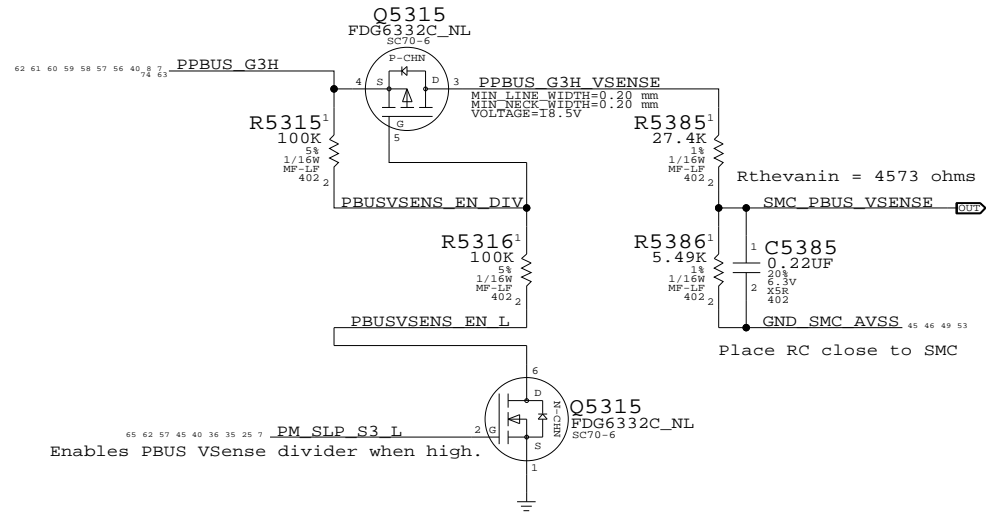 Q5315
FDG6332C_NL
SC70-6
P-CHN
62 61 60 59 58 57 56 40 8 7
74 63
PPBUS_G3H
4
S
D
3
G
5
PPBUS_G3H_VSENSE
MIN_LINE_WIDTH=0.20 mm
MIN_NECK_WIDTH=0.20 mm
VOLTAGE=18.5V
R5315
1
100K
5%
1/16W
MF-LF
402
2
R5385
1
27.4K
1%
1/16W
MF-LF
402
2
Rthevanin = 4573 ohms
PBUSVSENS_EN_DIV
SMC_PBUS_VSENSE
OUT
R5316
1
100K
5%
1/16W
MF-LF
402
2
R5386
1
5.49K
1%
1/16W
MF-LF
402
2
1
C5385
0.22UF
20%
6.3V
X5R
402
2
PBUSVSENS_EN_L
GND_SMC_AVSS
45 46 49 53
Place RC close to SMC
6
D
N-CHN
Q5315
FDG6332C_NL
SC70-6
65 62 57 45 40 36 35 25 7
PM_SLP_S3_L
2
G
S
1
Enables PBUS VSense divider when high.